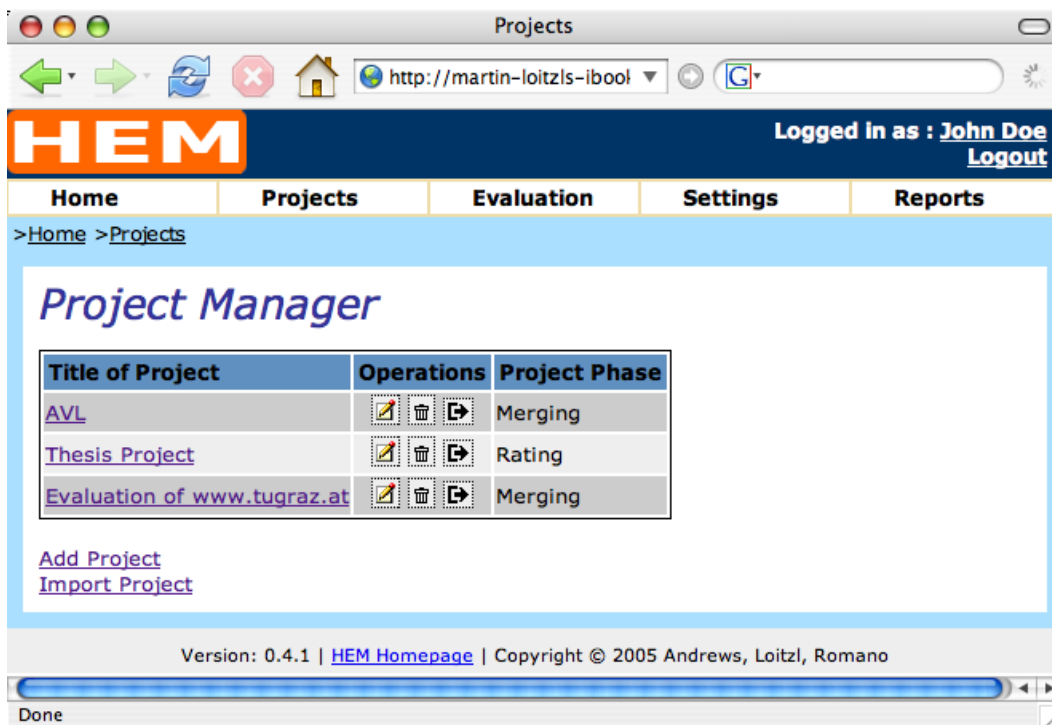 Projects
http://martin-loitzls-ibook
G
HEM
Logged in as : John Doe
Logout
Home Projects Evaluation Settings Reports
>Home >Projects
Project Manager
Title of Project Operations Project Phase
AVL Merging
Thesis Project Rating
Evaluation of www.tugraz.at Merging
Add Project
Import Project
Version: 0.4.1 | HEM Homepage | Copyright © 2005 Andrews, Loitzl, Romano
Done